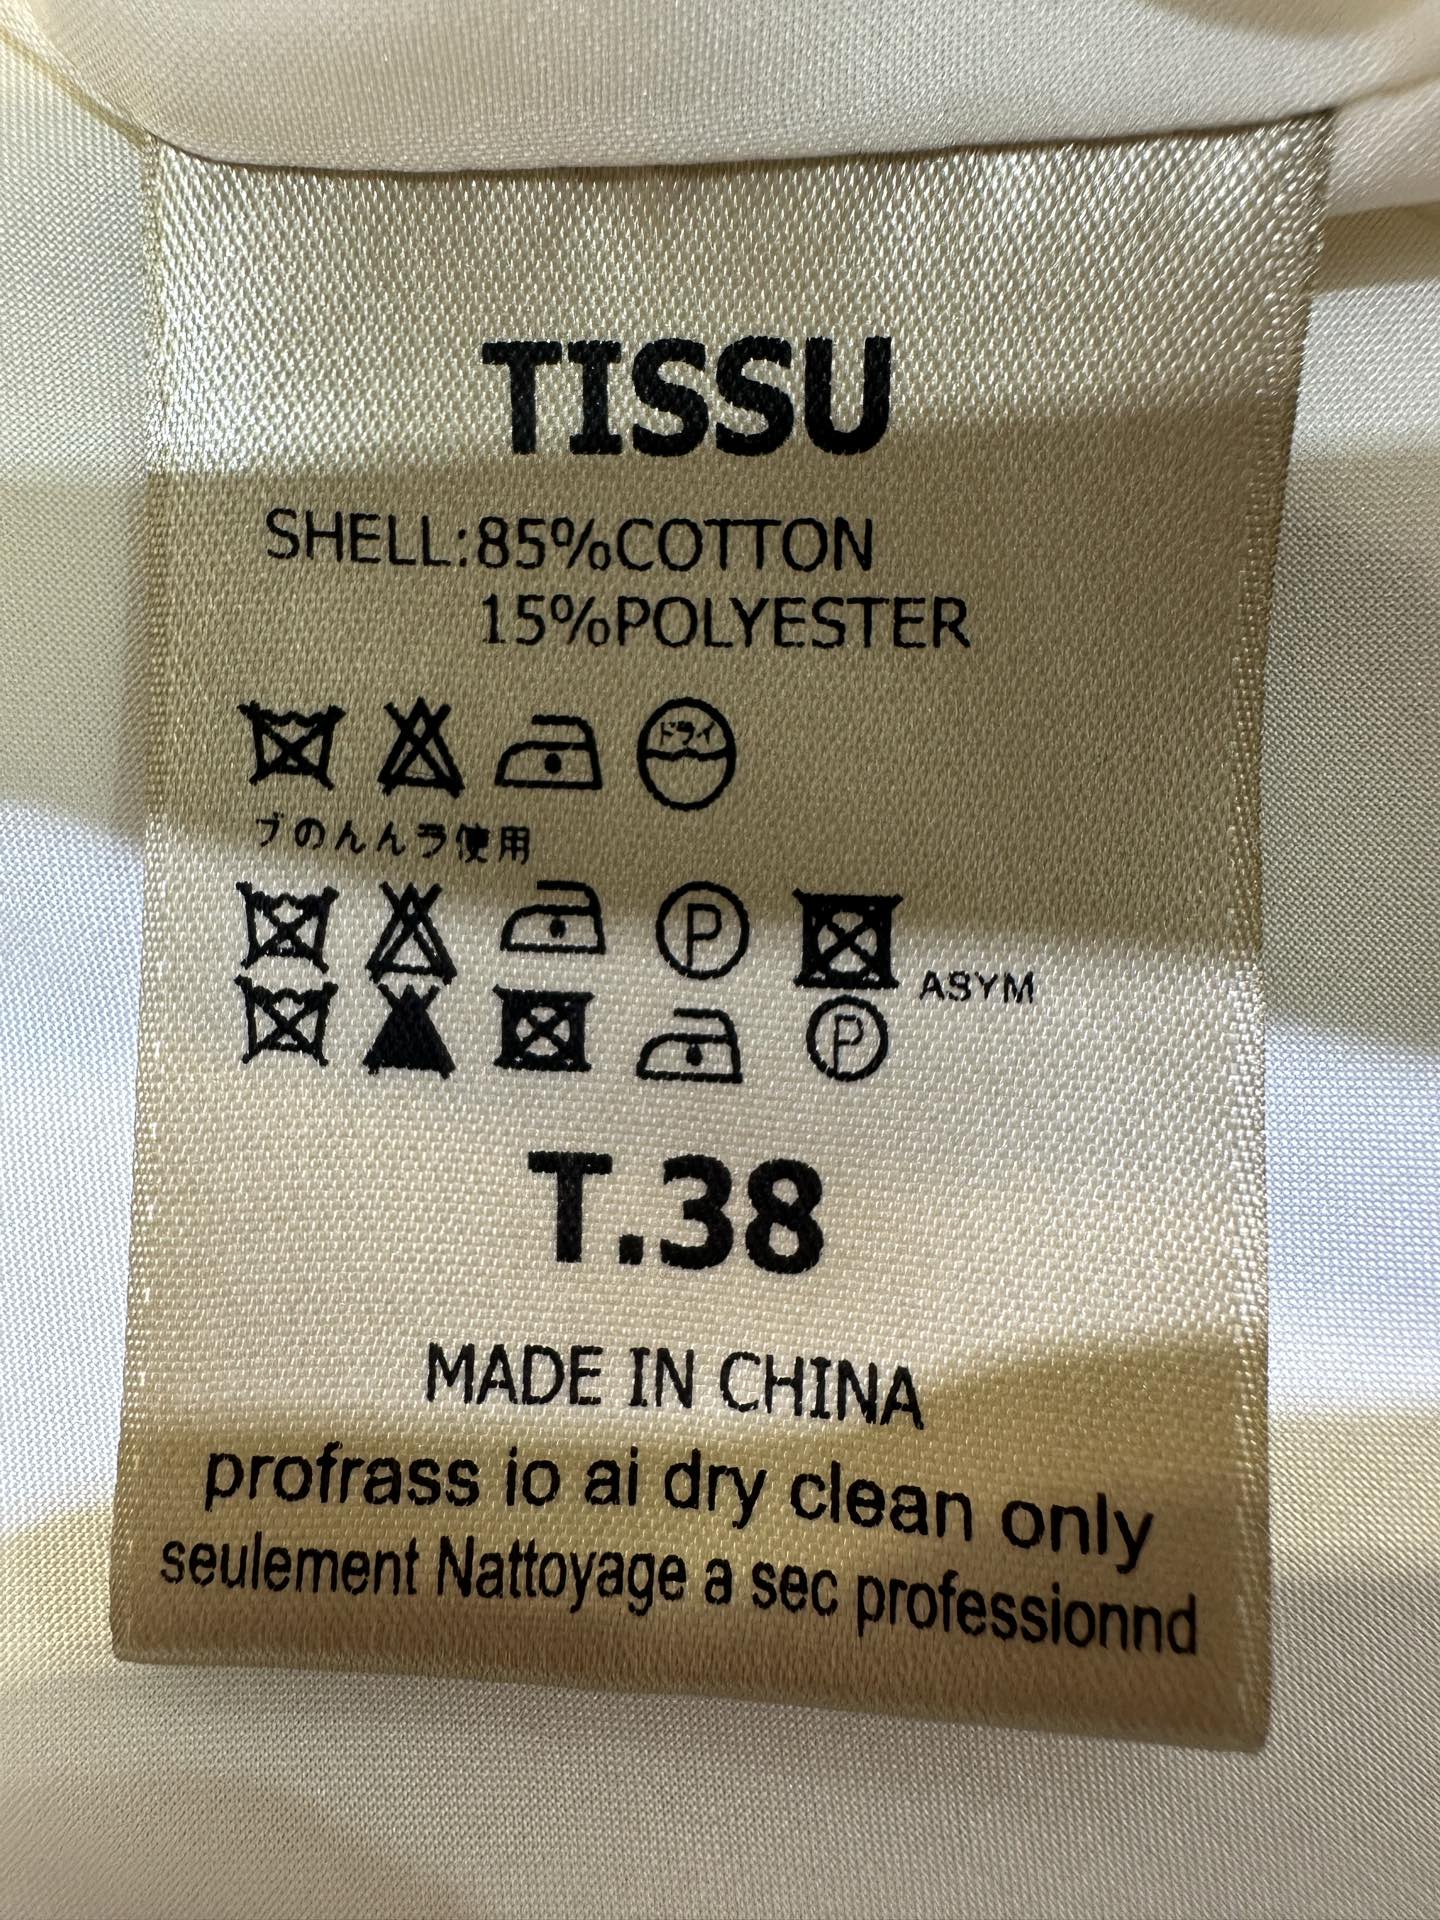 TISSU
SHELL:85%COTTON
15%POLYESTER
ドライ
ブのんんラ使用
P
ASYM
P
T.38
MADE IN CHINA
profrass io ai dry clean only
seulement Nattoyage a sec professionnd